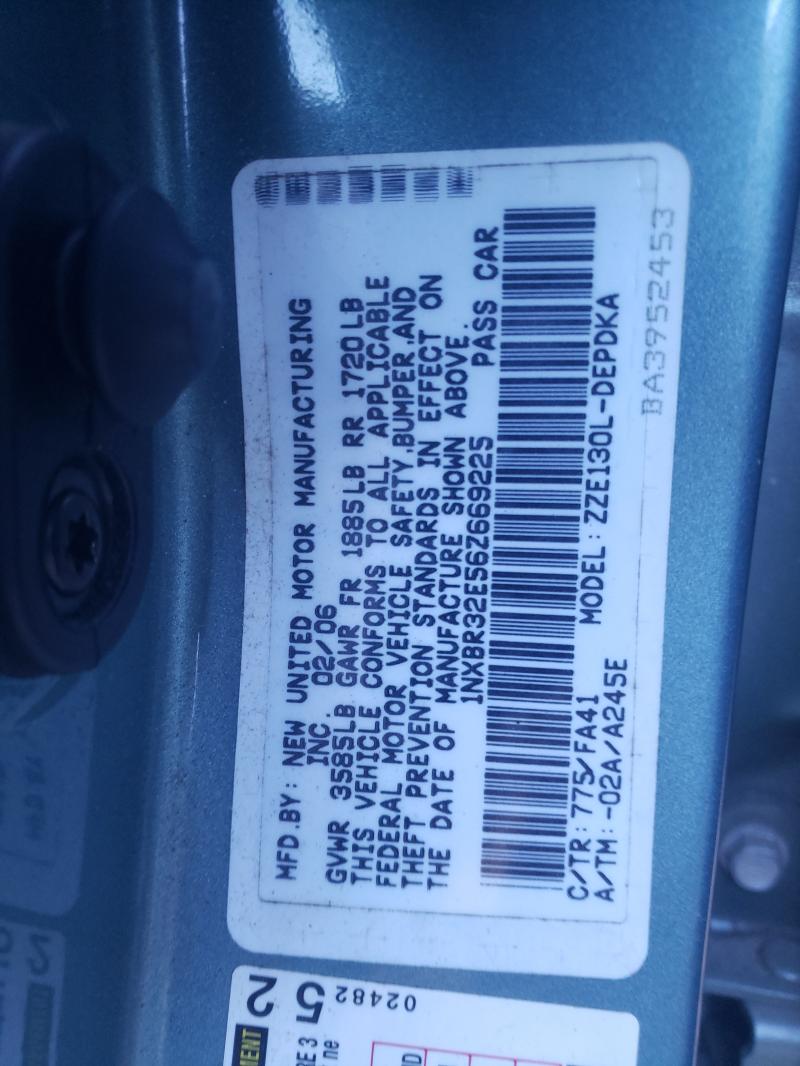 MFD.BY: NEW UNITED MOTOR MANUFACTURING
INC. 02/06
GVWR 3585LB GAWR FR 1885LB RR 1720LB
THIS VEHICLE CONFORMS TO ALL APPLICABLE
FEDERAL MOTOR VEHICLE SAFETY,BUMPER,AND
THEFT PREVENTION STANDARDS IN EFFECT ON
THE DATE OF MANUFACTURE SHOWN ABOVE.
1NXBR32E56Z669225 PASS CAR
C/TR: 775/FA41 MODEL: ZZE130L-DEPDKA
A/TM: -02A/A245E
BA3952453
02482
2
5